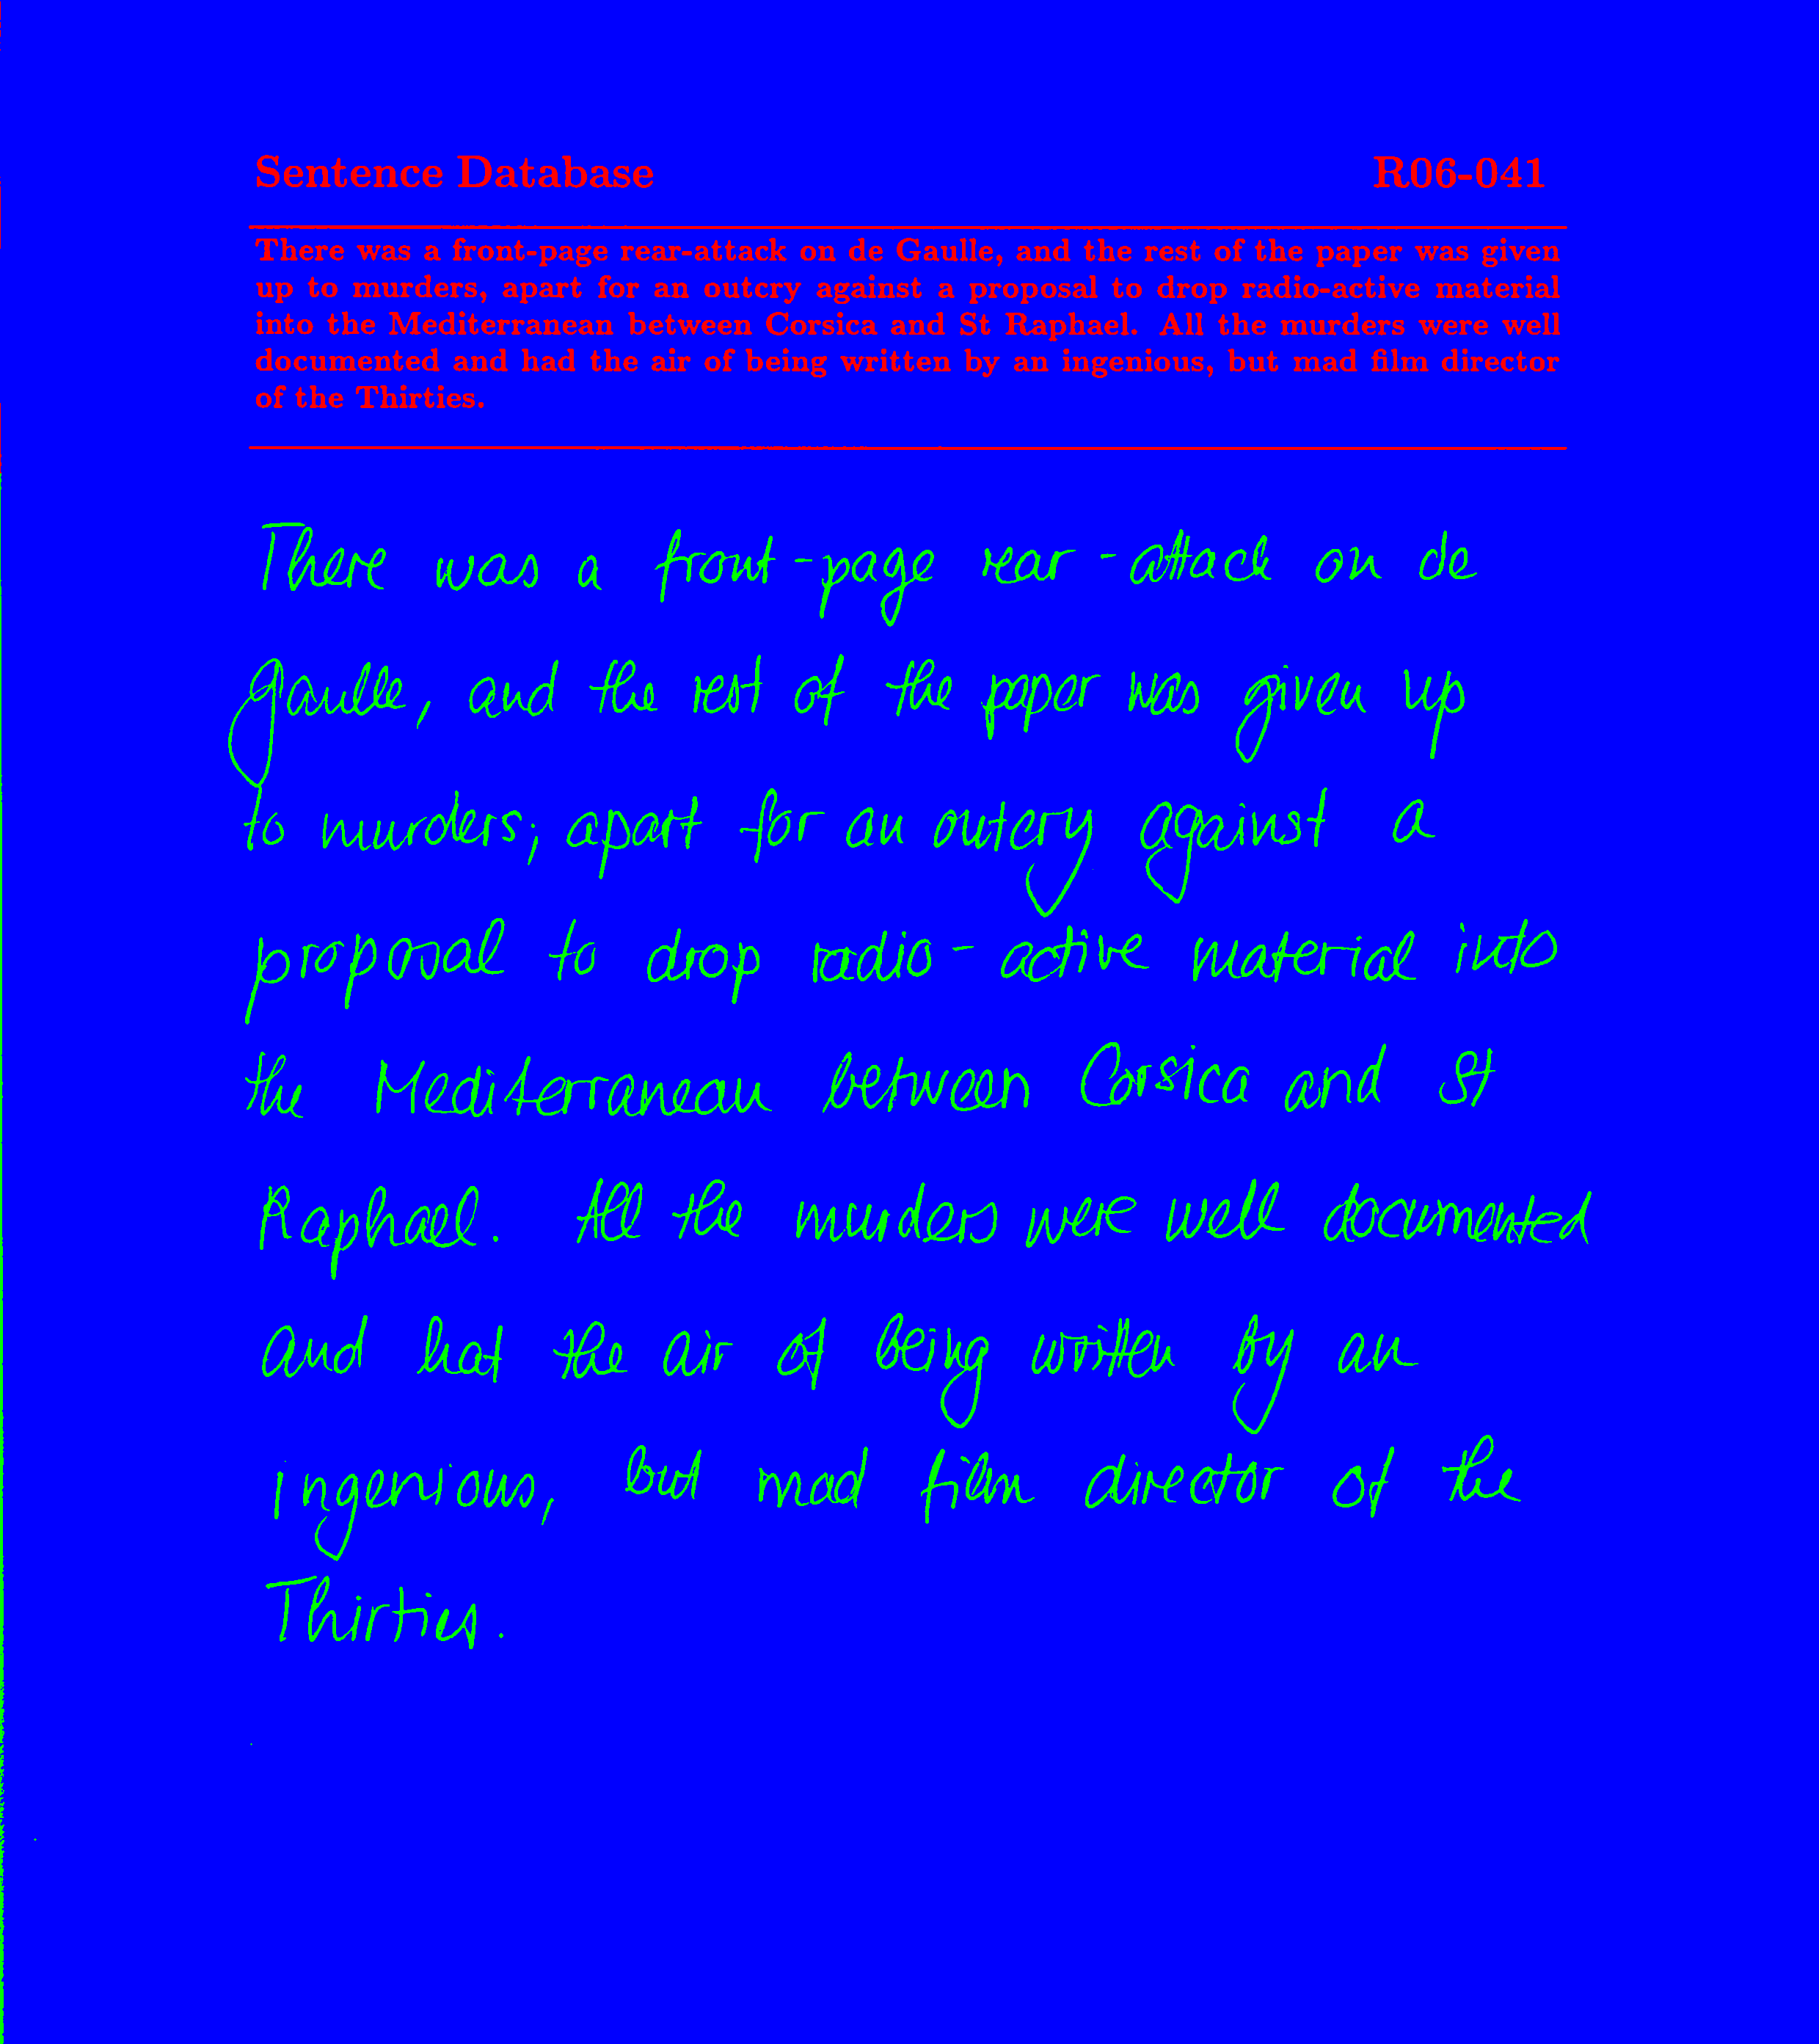 Sentence Database R06-041
There was a front-page rear-attack on de Gaulle, and the rest of the paper was given
up to murders, apart for an outcry against a proposal to drop radio-active material
into the Mediterranean between Corsica and St Raphael. All the murders were well
documented and had the air of being written by an ingenious, but mad film director
of the Thirties.
There was a front-page rear-attack on de
Gaulle, and the rest of the paper was given up
to murders, apart for an outcry against a
proposal to drop radio-active material into
the Mediterranean between Corsica and St
Raphael. All the murders were well documented
and hat the air of being written by an
ingenious, but mad film director of the
Thirties.